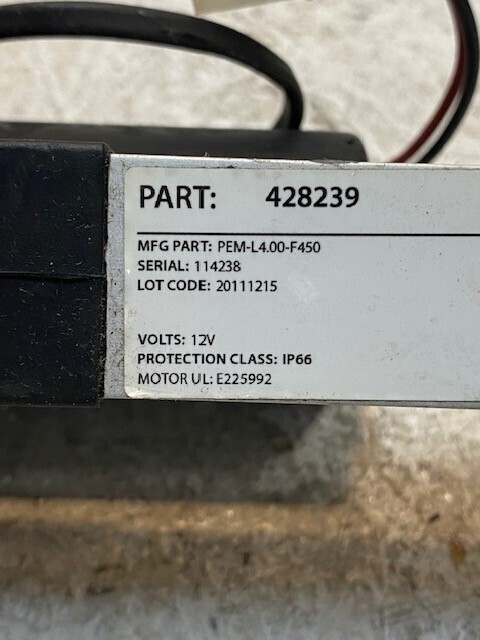 PART: 428239
MFG PART: PEM-L4.00-F450
SERIAL: 114238
LOT CODE: 20111215
VOLTS: 12V
PROTECTION CLASS: IP66
MOTOR UL: E225992